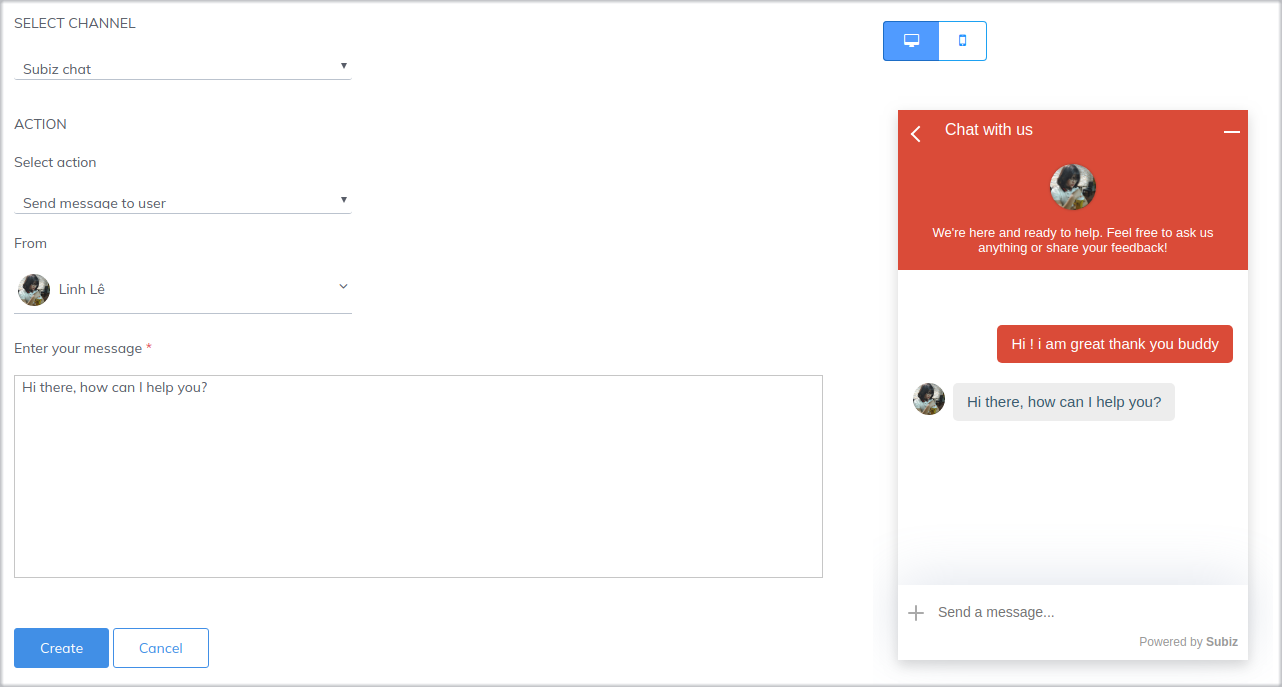 SELECT CHANNEL
Subiz chat
ACTION
Select action
Send message to user
From
Linh Lê
Enter your message *
Hi there, how can I help you?
Create
Cancel
Chat with us
We're here and ready to help. Feel free to ask us
anything or share your feedback!
Hi ! i am great thank you buddy
Hi there, how can I help you?
Send a message...
Powered by Subiz